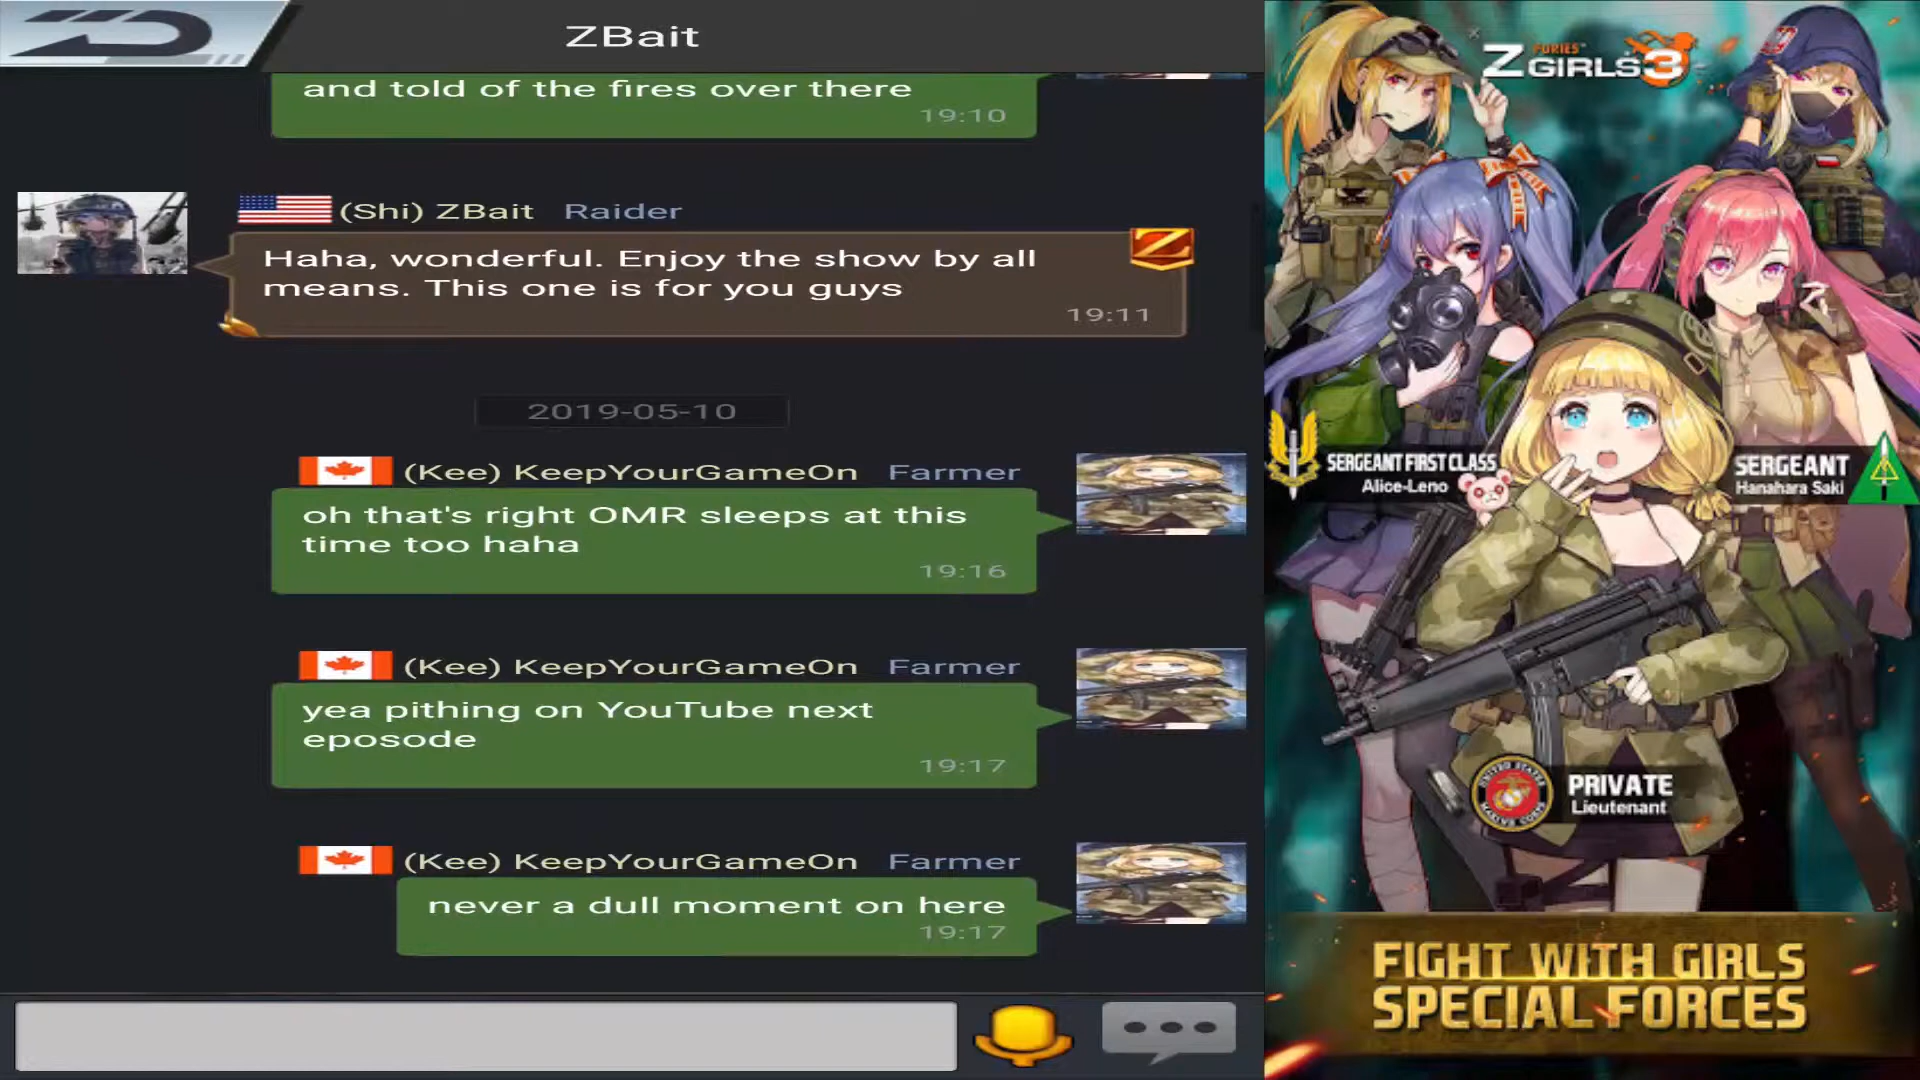 ZBait
and told of the fires over there
19:10
(Shi) ZBait Raider
Haha, wonderful. Enjoy the show by all
means. This one is for you guys
19:11
2019-05-10
(Kee) KeepYourGameOn Farmer
oh that's right OMR sleeps at this
time too haha
19:16
(Kee) KeepYourGameOn Farmer
yea pithing on YouTube next
eposode
19:17
(Kee) KeepYourGameOn Farmer
never a dull moment on here
19:17
FURIES
Z GIRLS 3
SERGEANT FIRST CLASS
Alice-Leno
SERGEANT
Hanahara Saki
UNITED STATES
MARINE CORPS
PRIVATE
Lieutenant
FIGHT WITH GIRLS
SPECIAL FORCES